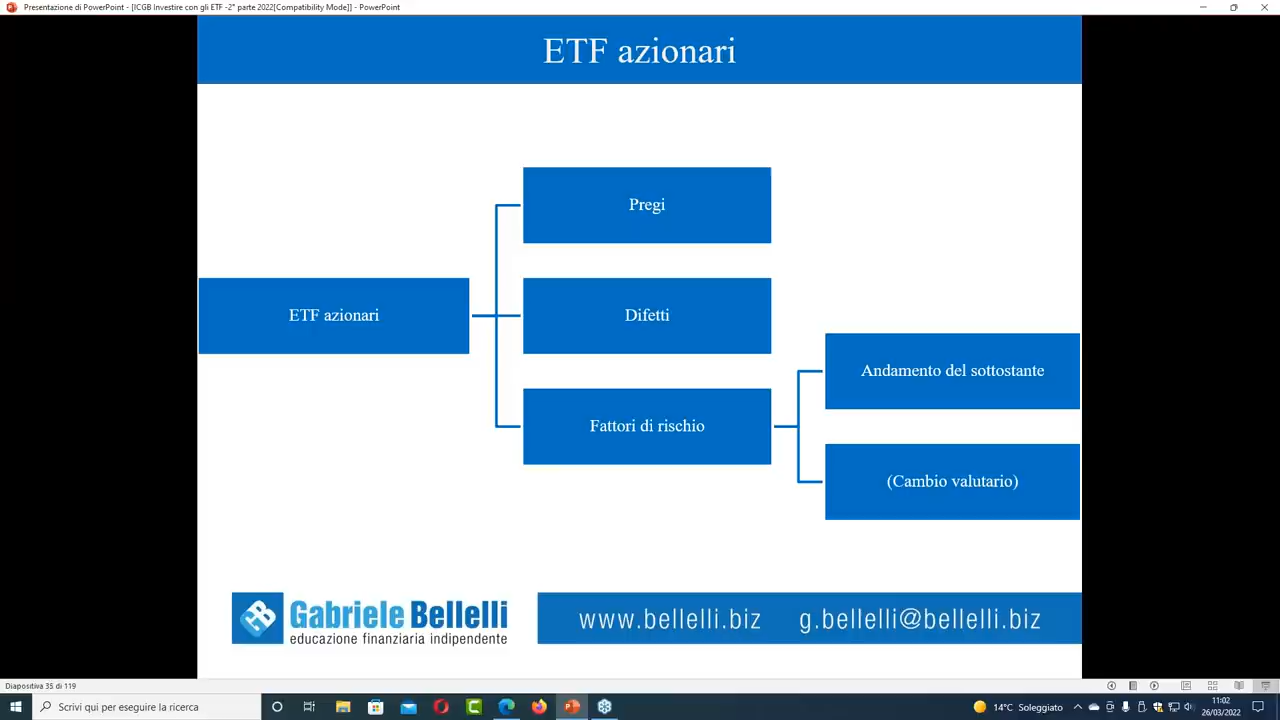 Presentazione di PowerPoint - [ICGB Investire con gli ETF -2° parte 2022[Compatibility Mode]] - PowerPoint
ETF azionari
Pregi
ETF azionari
Difetti
Andamento del sottostante
Fattori di rischio
(Cambio valutario)
Gabriele Bellelli
educazione finanziaria indipendente
www.bellelli.biz g.bellelli@bellelli.biz
Diapositiva 35 di 119
Scrivi qui per eseguire la ricerca
14°C Soleggiato
11:02
26/03/2022